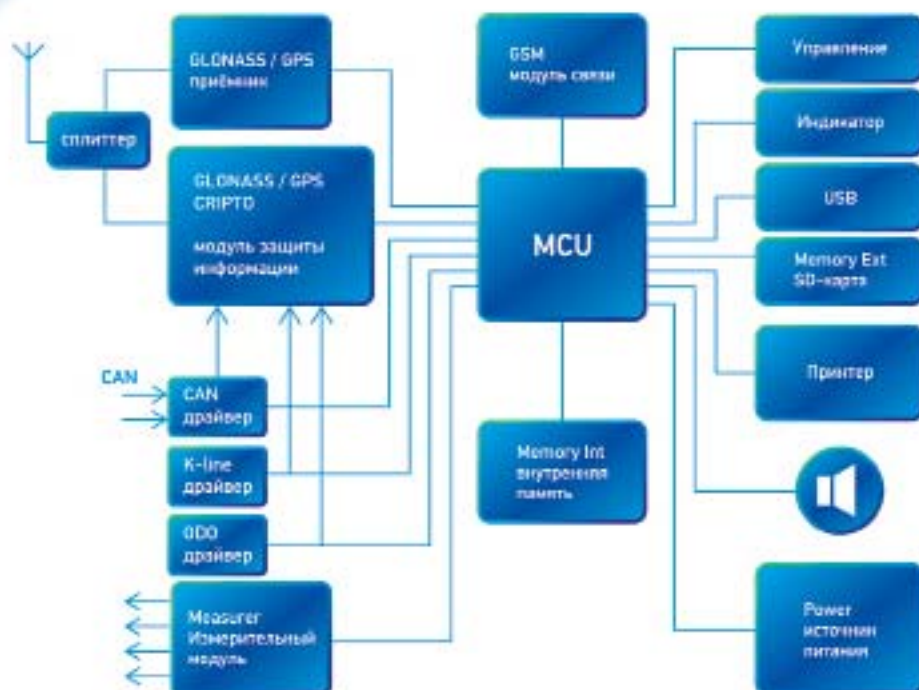 GLONASS / GPS
приёмник
сплиттер
GLONASS / GPS
CRIPTO
модуль защиты
информации
CAN
CAN
драйвер
K-line
драйвер
ODO
драйвер
Measurer
Измерительный
модуль
GSM
модуль связи
MCU
Memory Int
внутренняя
память
Управление
Индикатор
USB
Memory Ext
SD-карта
Принтер
Power
источник
питания